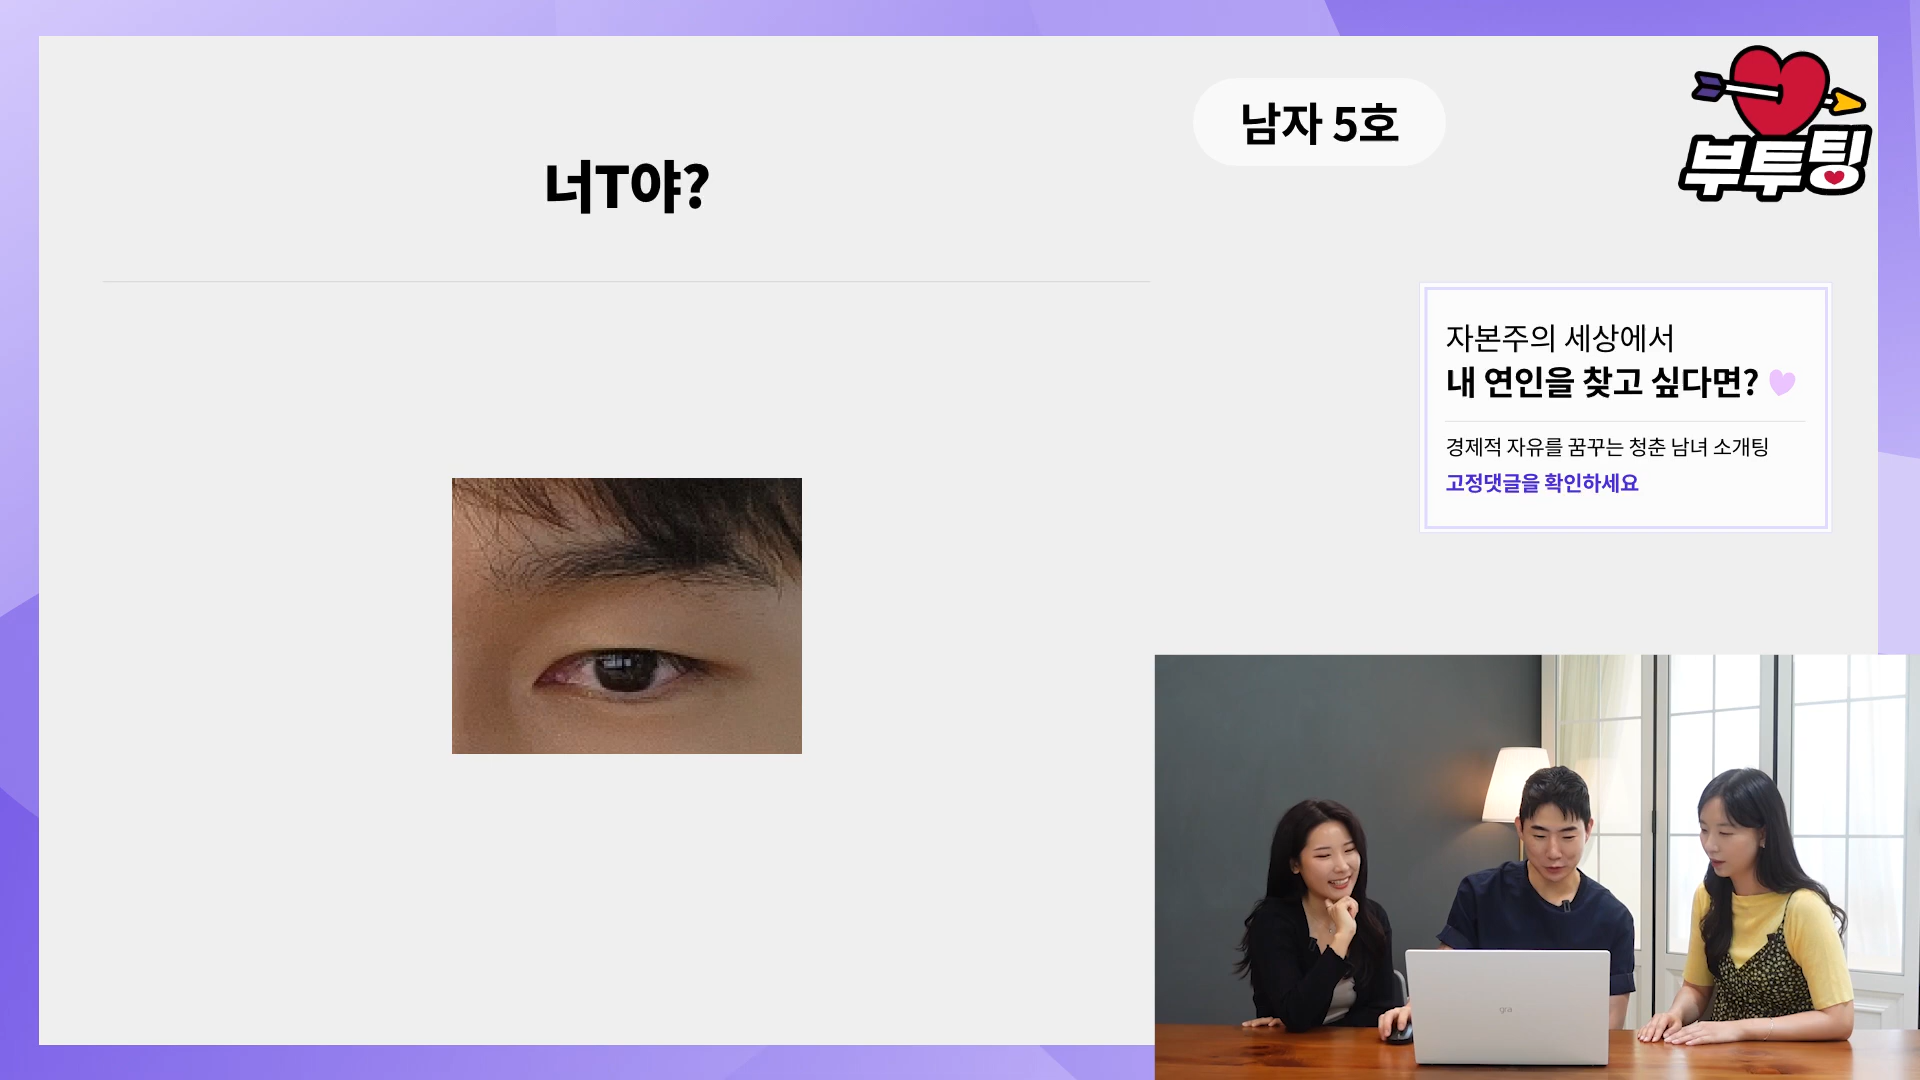 너T야?
남자 5호
부투팅
자본주의 세상에서
내 연인을 찾고 싶다면?
경제적 자유를 꿈꾸는 청춘 남녀 소개팅
고정댓글을 확인하세요
gra